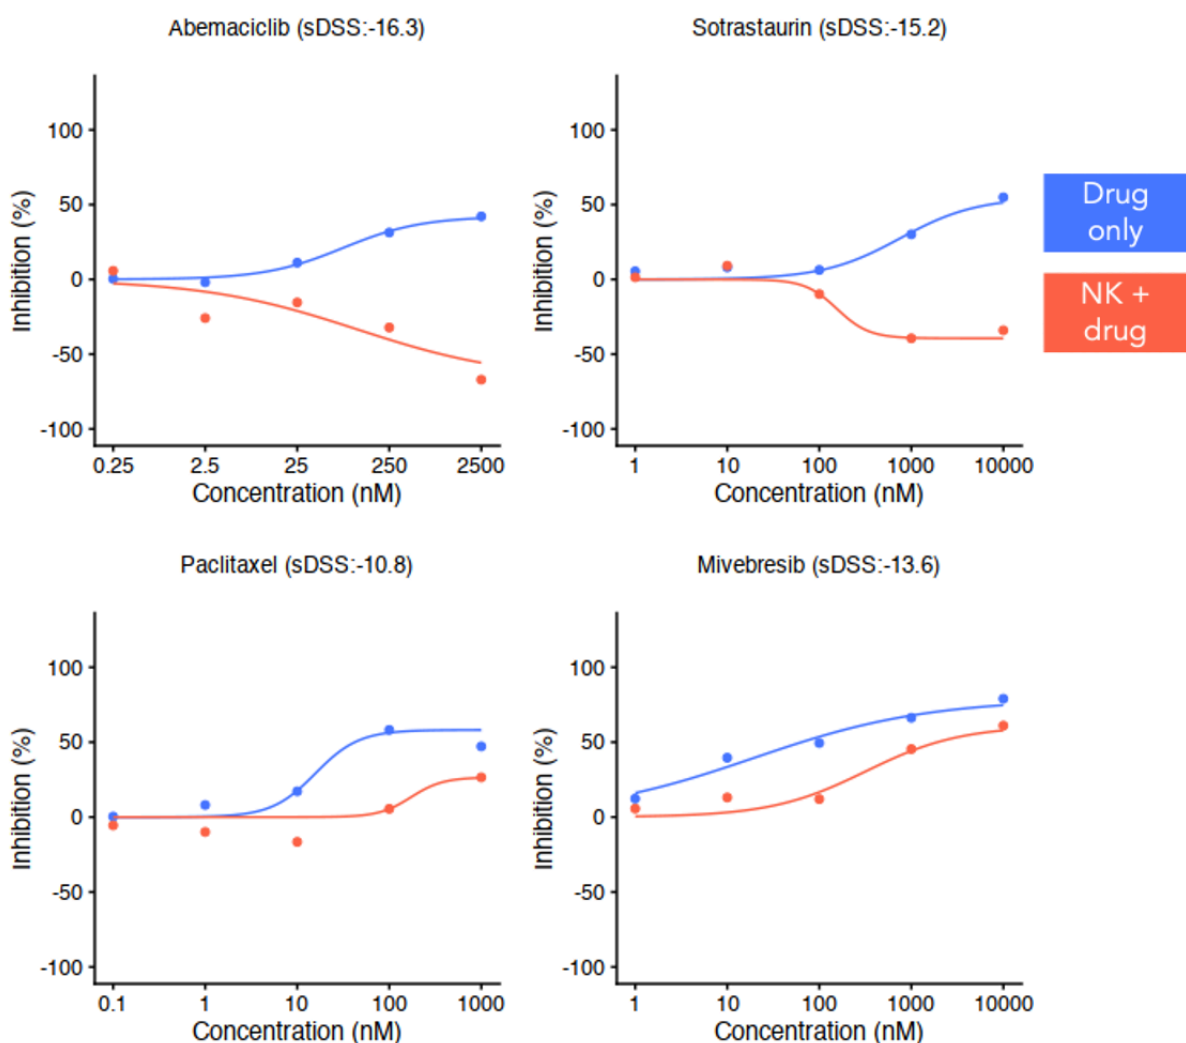 Abemaciclib (sDSS:-16.3)
100
50
0
-50
-100
Inhibition (%)
0.25 2.5 25 250 2500
Concentration (nM)
Sotrastaurin (sDSS:-15.2)
100
50
0
-50
-100
Inhibition (%)
1 10 100 1000 10000
Concentration (nM)
Drug
only
NK +
drug
Paclitaxel (sDSS:-10.8)
100
50
0
-50
-100
Inhibition (%)
0.1 1 10 100 1000
Concentration (nM)
Mivebresib (sDSS:-13.6)
100
50
0
-50
-100
Inhibition (%)
1 10 100 1000 10000
Concentration (nM)